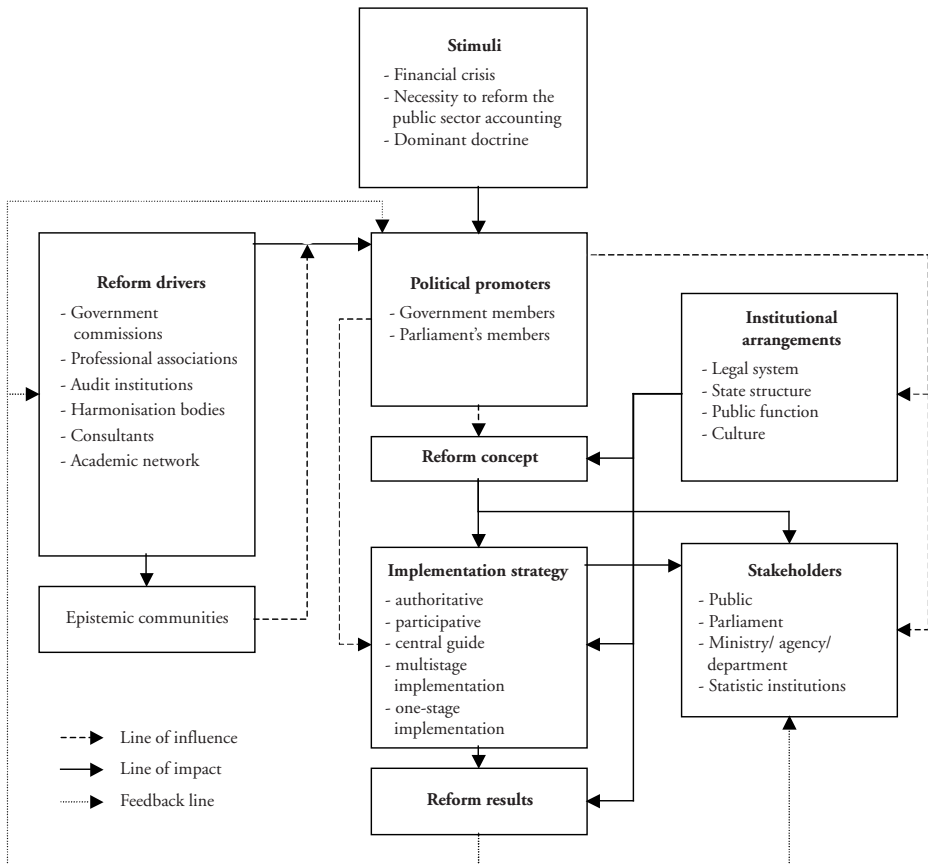 Stimuli
- Financial crisis
- Necessity to reform the
public sector accounting
- Dominant doctrine
Reform drivers
- Government
commissions
- Professional associations
- Audit institutions
- Harmonisation bodies
- Consultants
- Academic network
Political promoters
- Government members
- Parliament's members
Institutional
arrangements
- Legal system
- State structure
- Public function
- Culture
Reform concept
Epistemic communities
Implementation strategy
- authoritative
- participative
- central guide
- multistage
implementation
- one-stage
implementation
Stakeholders
- Public
- Parliament
- Ministry/ agency/
department
- Statistic institutions
Reform results
Line of influence
Line of impact
Feedback line